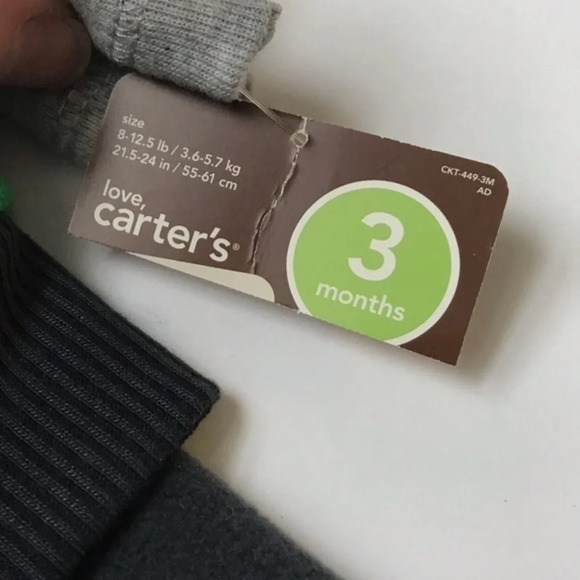 size
8-12.5 lb / 3.6-5.7 kg
21.5-24 in / 55-61 cm
love,
carter's®
CKT-449-3M
AD
3
months